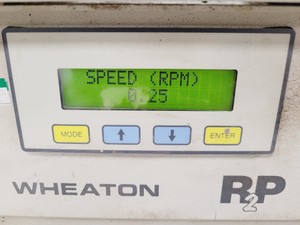 SPEED (RPM)
0.25
MODE
ENTER
WHEATON
R2P